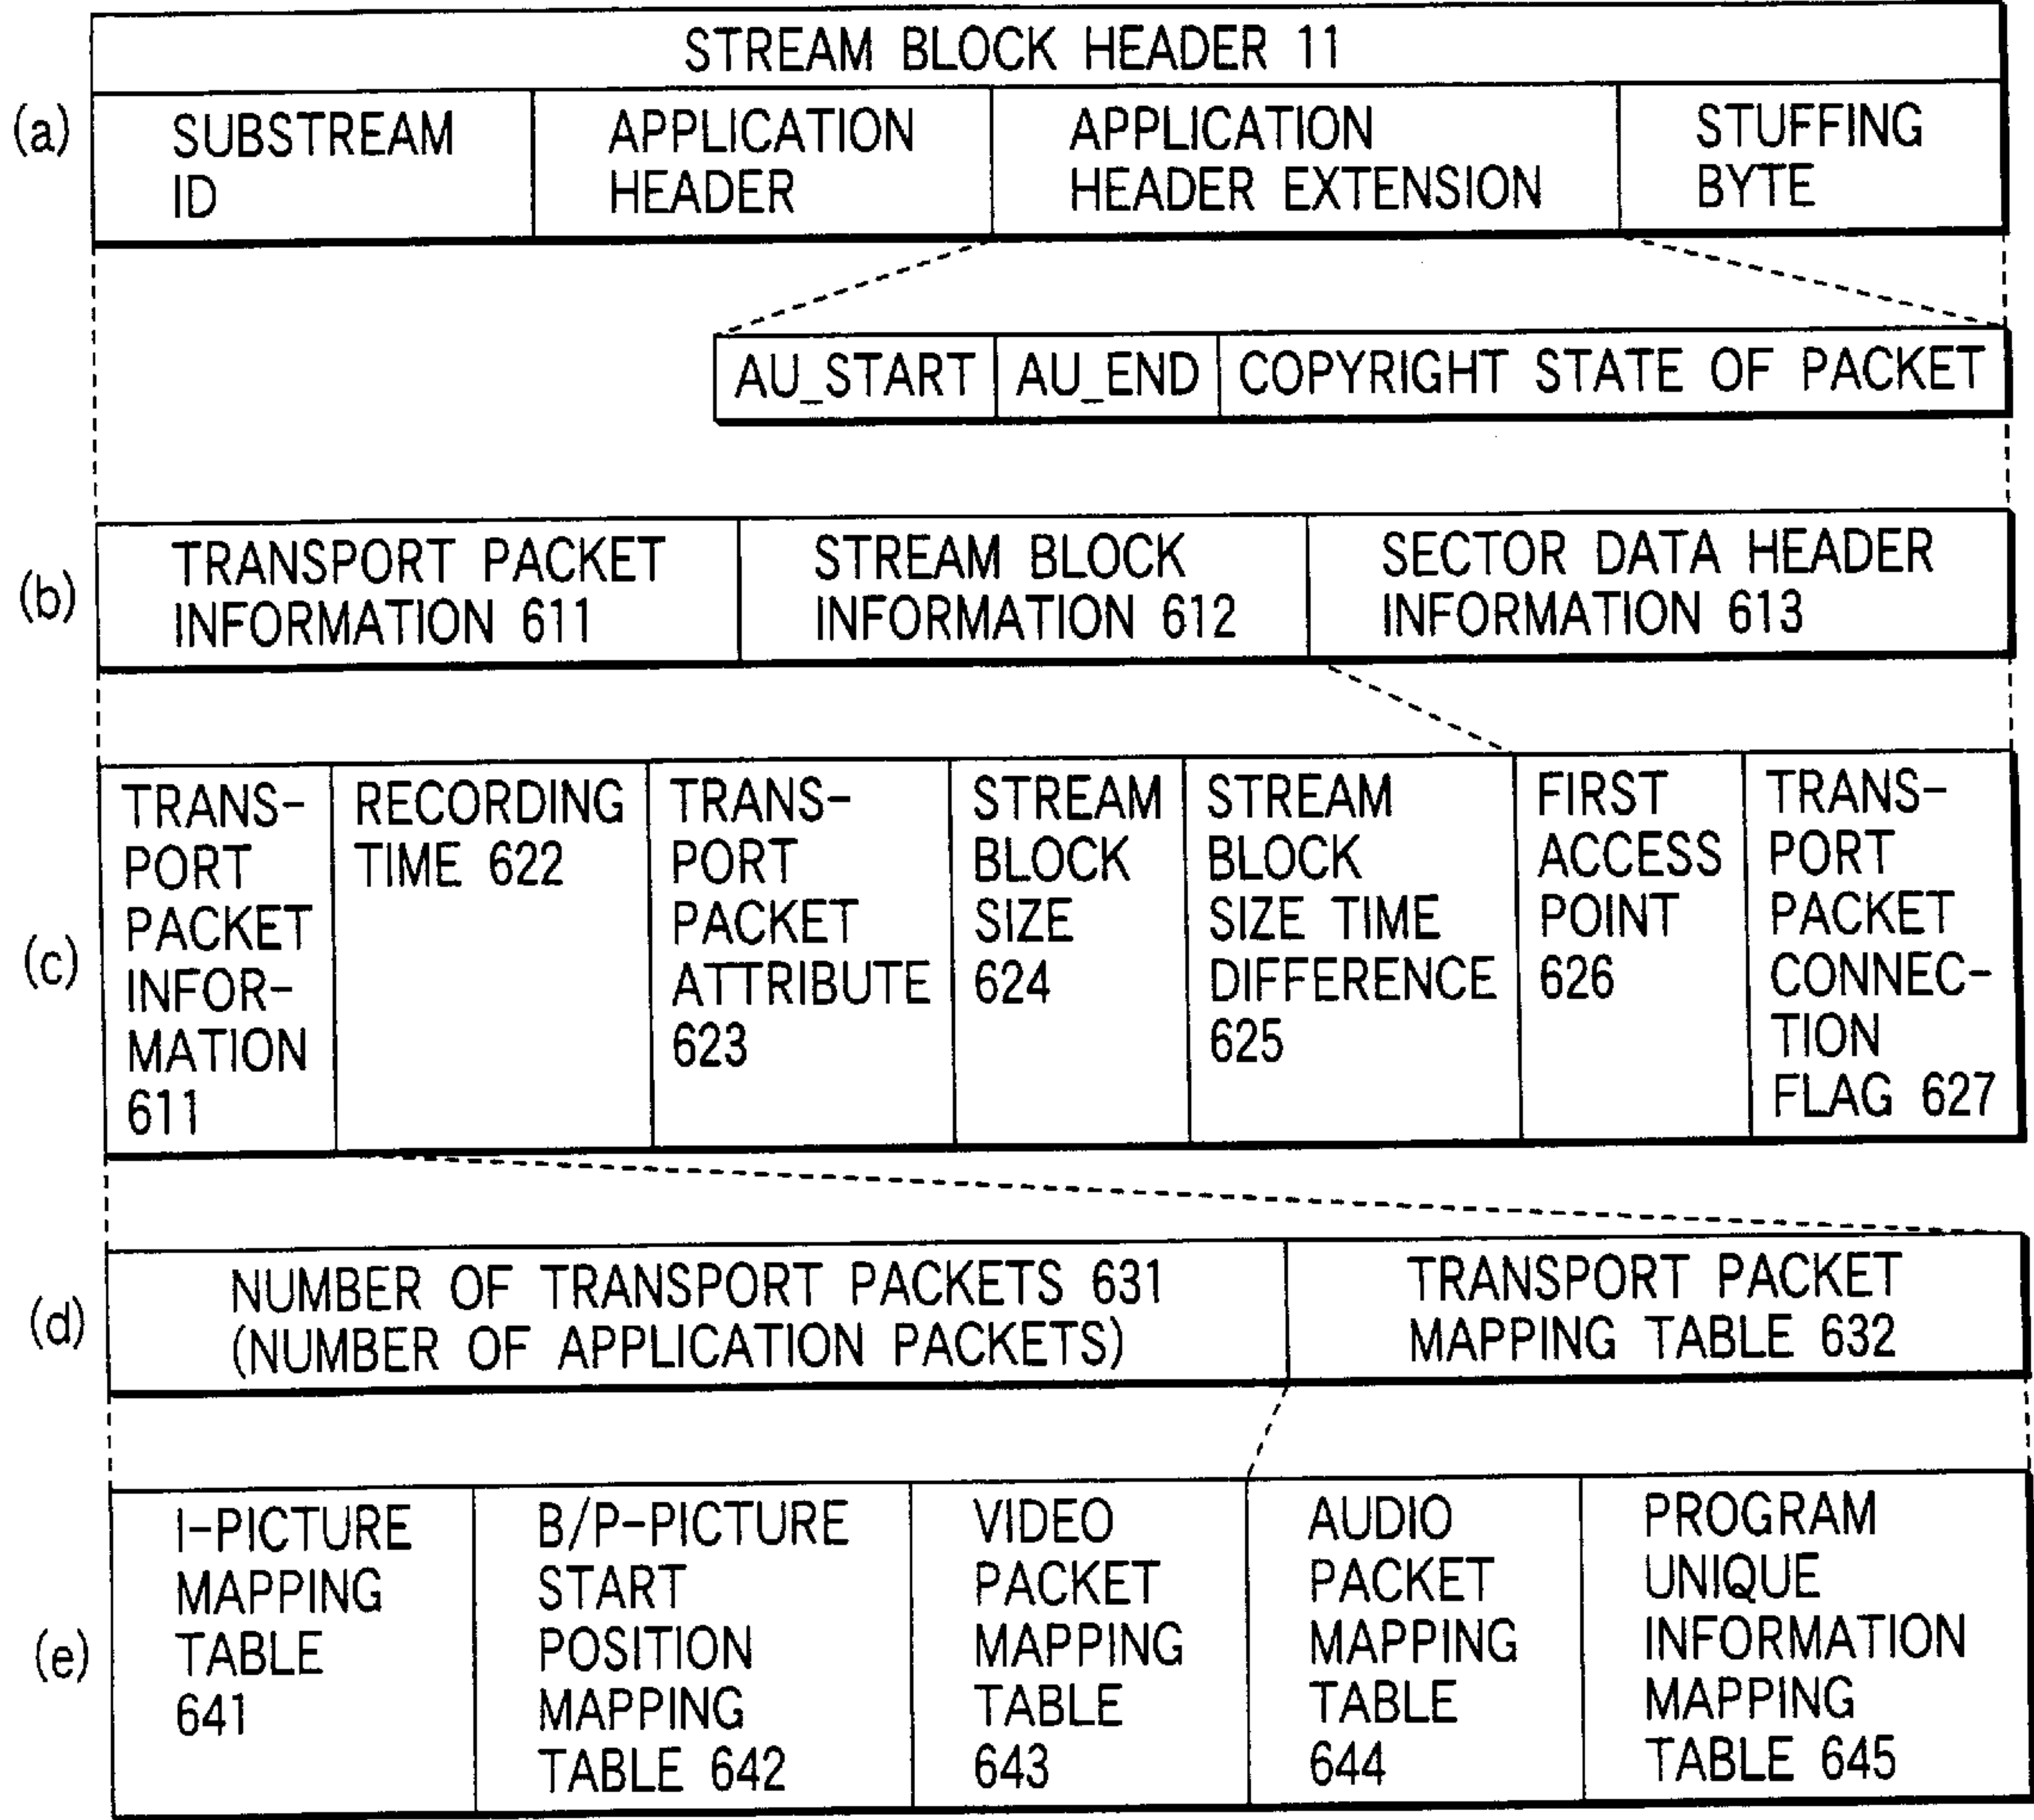 STREAM BLOCK HEADER 11
(a)
SUBSTREAM
ID
APPLICATION
HEADER
APPLICATION
HEADER EXTENSION
STUFFING
BYTE
AU_START
AU_END
COPYRIGHT STATE OF PACKET
(b)
TRANSPORT PACKET
INFORMATION 611
STREAM BLOCK
INFORMATION 612
SECTOR DATA HEADER
INFORMATION 613
(c)
TRANS-
PORT
PACKET
INFOR-
MATION
611
RECORDING
TIME 622
TRANS-
PORT
PACKET
ATTRIBUTE
623
STREAM
BLOCK
SIZE
624
STREAM
BLOCK
SIZE TIME
DIFFERENCE
625
FIRST
ACCESS
POINT
626
TRANS-
PORT
PACKET
CONNEC-
TION
FLAG 627
(d)
NUMBER OF TRANSPORT PACKETS 631
(NUMBER OF APPLICATION PACKETS)
TRANSPORT PACKET
MAPPING TABLE 632
(e)
I-PICTURE
MAPPING
TABLE
641
B/P-PICTURE
START
POSITION
MAPPING
TABLE 642
VIDEO
PACKET
MAPPING
TABLE
643
AUDIO
PACKET
MAPPING
TABLE
644
PROGRAM
UNIQUE
INFORMATION
MAPPING
TABLE 645